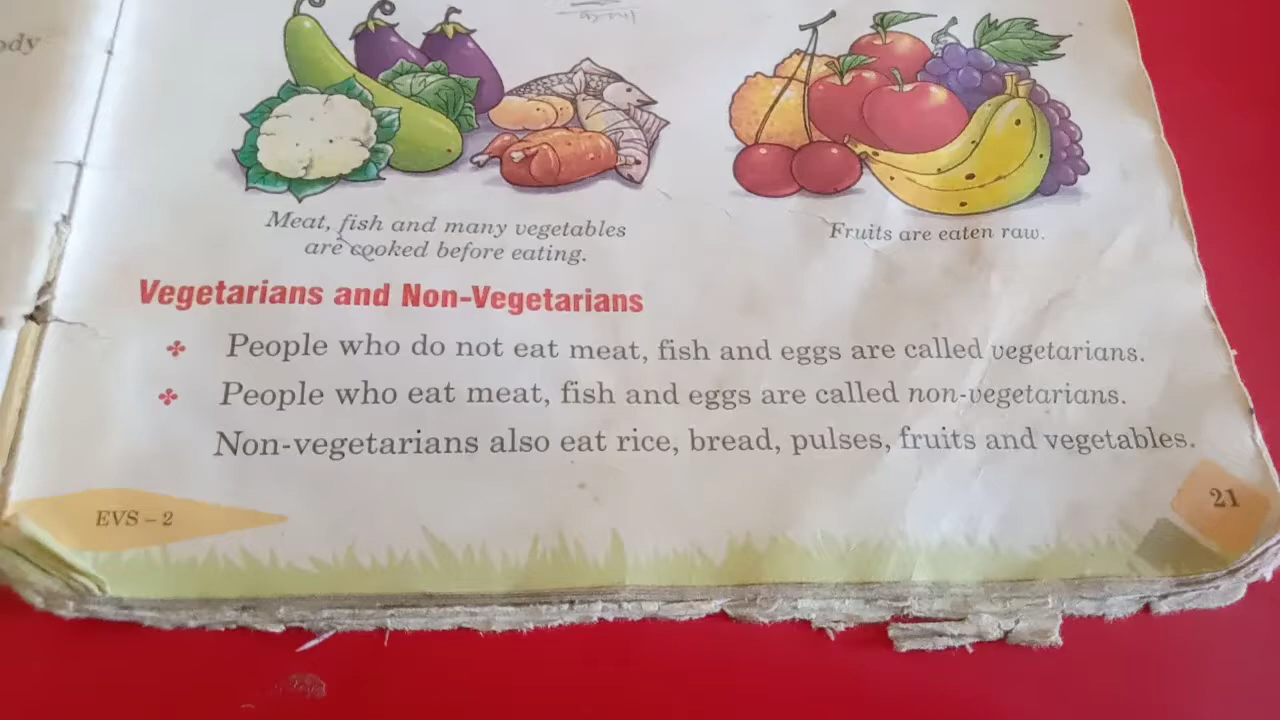 ody
Meat, fish and many vegetables
are cooked before eating.
Fruits are eaten raw.
Vegetarians and Non-Vegetarians
People who do not eat meat, fish and eggs are called vegetarians.
People who eat meat, fish and eggs are called non-vegetarians.
Non-vegetarians also eat rice, bread, pulses, fruits and vegetables.
EVS – 2
21